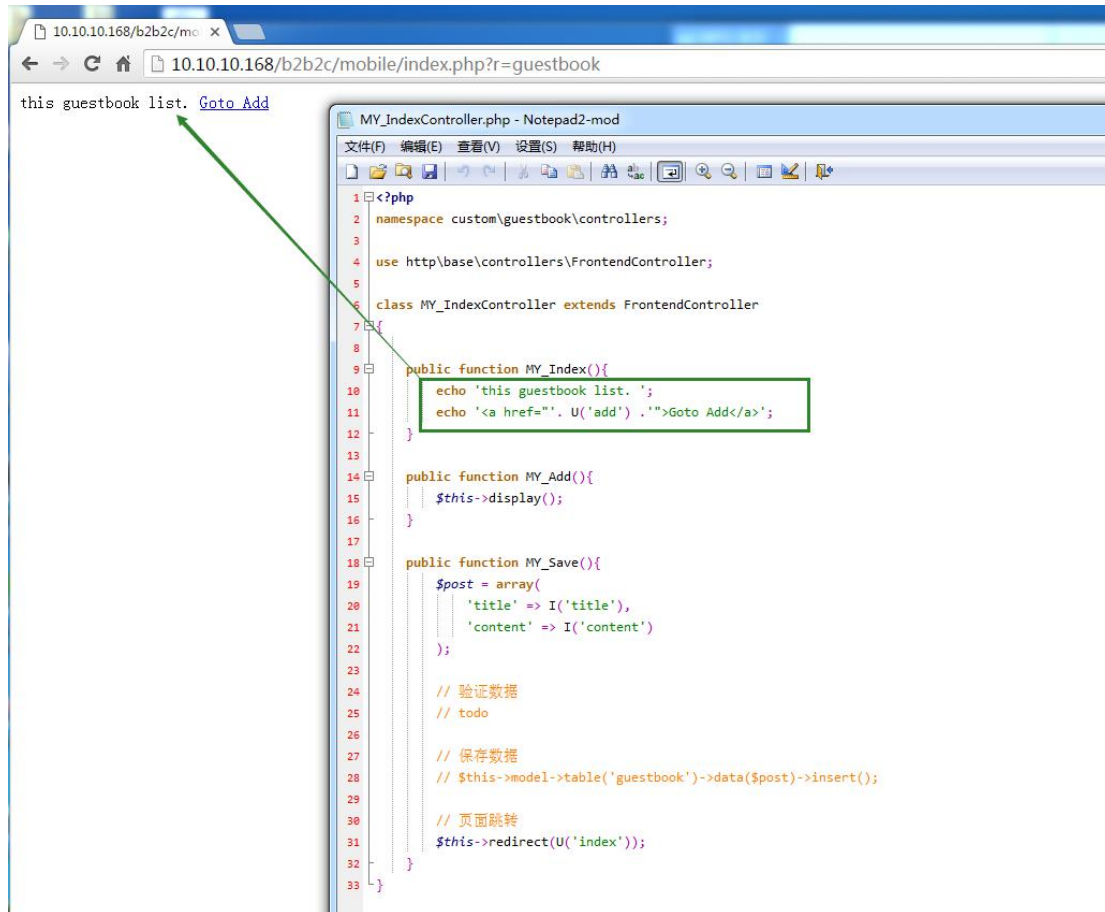 10.10.10.168/b2b2c/mo
10.10.10.168/b2b2c/mobile/index.php?r=guestbook
this guestbook list. Goto Add
MY_IndexController.php - Notepad2-mod
文件(F) 编辑(E) 查看(V) 设置(S) 帮助(H)
1 <?php
2 namespace custom\guestbook\controllers;
3
4 use http\base\controllers\FrontendController;
5
6 class MY_IndexController extends FrontendController
7 {
8
9 public function MY_Index(){
10 echo 'this guestbook list. ';
11 echo '<a href="'. U('add') .'">Goto Add</a>';
12 }
13
14 public function MY_Add(){
15 $this->display();
16 }
17
18 public function MY_Save(){
19 $post = array(
20 'title' => I('title'),
21 'content' => I('content')
22 );
23
24 // 验证数据
25 // todo
26
27 // 保存数据
28 // $this->model->table('guestbook')->data($post)->insert();
29
30 // 页面跳转
31 $this->redirect(U('index'));
32 }
33 }